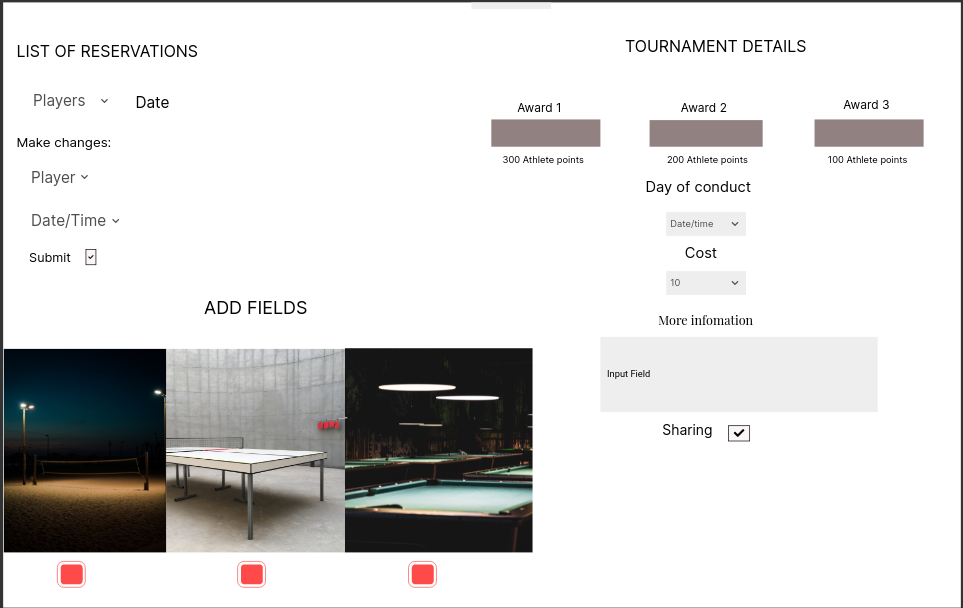 LIST OF RESERVATIONS
Players
Date
Make changes:
Player
Date/Time
Submit
ADD FIELDS
TOURNAMENT DETAILS
Award 1
Award 2
Award 3
300 Athlete points
200 Athlete points
100 Athlete points
Day of conduct
Date/time
Cost
10
More infomation
Input Field
Sharing